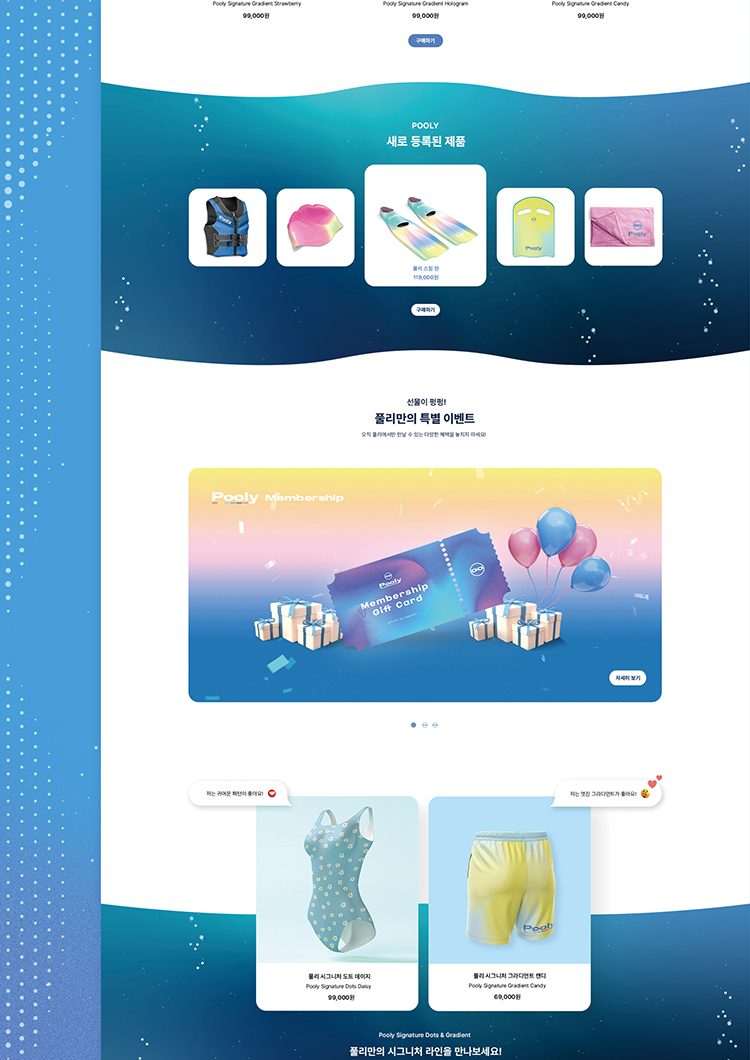 Pooly Signature Gradient Strawberry
Pooly Signature Gradient Hologram
Pooly Signature Gradient Candy
99,000원
99,000원
99,000원
구매하기
POOLY
새로 등록된 제품
Pooly
Pooly
Pooly
풀리 스윔 핀
119,000원
구매하기
선물이 펑펑!
풀리만의 특별 이벤트
오직 풀리에서만 만날 수 있는 다양한 혜택을 놓치지 마세요!
Pooly Membership
Pooly
Membership
Gift Card
자세히 보기
저는 귀여운 패턴이 좋아요!
저는 멋진 그라디언트가 좋아요!
Pooly
풀리 시그니처 도트 데이지
Pooly Signature Dots Daisy
99,000원
풀리 시그니처 그라디언트 캔디
Pooly Signature Gradient Candy
69,000원
Pooly Signature Dots & Gradient
풀리만의 시그니처 라인을 만나보세요!